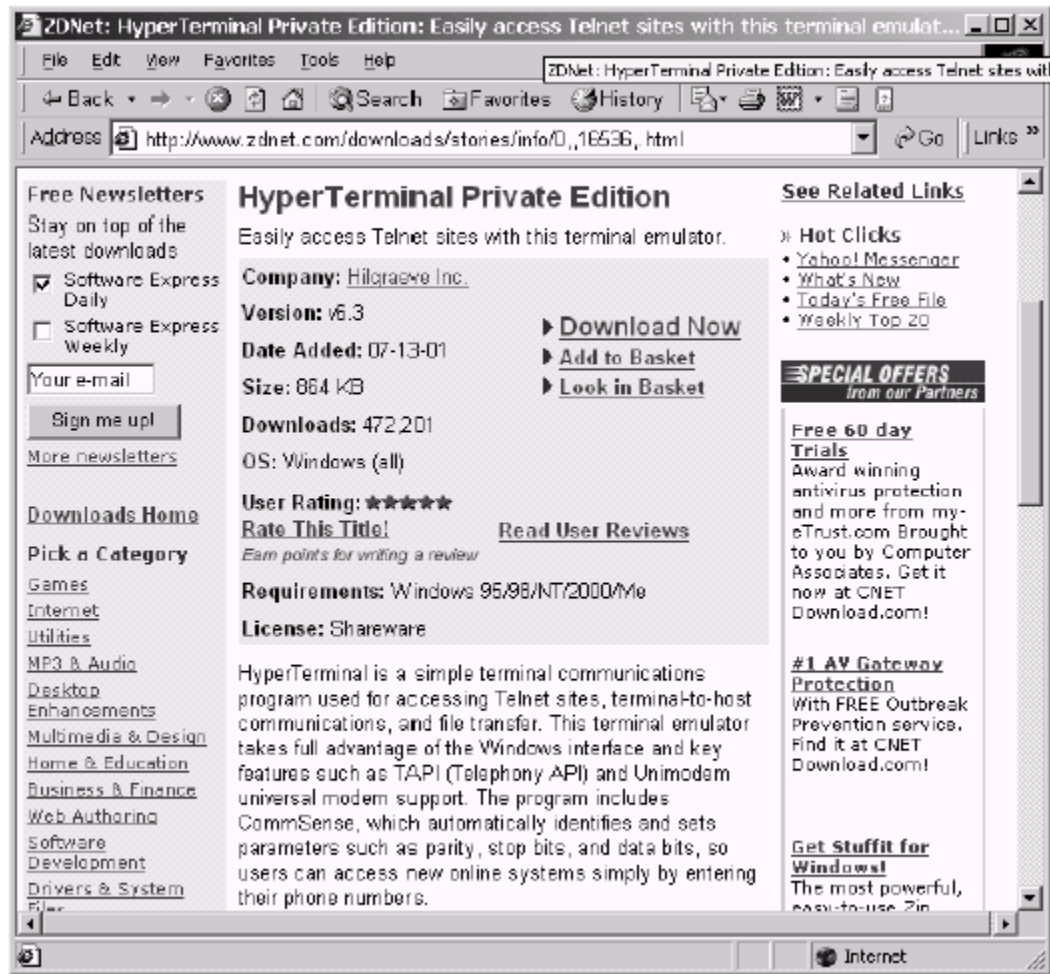 ZDNet: HyperTerminal Private Edition: Easily access Telnet sites with this terminal emulat...
File Edit View Favorites Tools Help
ZDNet: HyperTerminal Private Edition: Easily access Telnet sites wit
Back Search Favorites History
Address http://www.zdnet.com/downloads/stories/info/0,,16536,.html Go Links »
Free Newsletters
Stay on top of the
latest downloads
Software Express
Daily
Software Express
Weekly
Your e-mail
Sign me up!
More newsletters
Downloads Home
Pick a Category
Games
Internet
Utilities
MP3 & Audio
Desktop
Enhancements
Multimedia & Design
Home & Education
Business & Finance
Web Authoring
Software
Development
Drivers & System
Files
HyperTerminal Private Edition
Easily access Telnet sites with this terminal emulator.
Company: Hilgraeve Inc.
Version: v6.3
Date Added: 07-13-01
Size: 864 KB
Downloads: 472,201
OS: Windows (all)
Download Now
Add to Basket
Look in Basket
User Rating: ★★★★★
Rate This Title! Read User Reviews
Earn points for writing a review
Requirements: Windows 95/98/NT/2000/Me
License: Shareware
HyperTerminal is a simple terminal communications
program used for accessing Telnet sites, terminal-to-host
communications, and file transfer. This terminal emulator
takes full advantage of the Windows interface and key
features such as TAPI (Telephony API) and Unimodem
universal modem support. The program includes
CommSense, which automatically identifies and sets
parameters such as parity, stop bits, and data bits, so
users can access new online systems simply by entering
their phone numbers.
See Related Links
» Hot Clicks
• Yahoo! Messenger
• What's New
• Today's Free File
• Weekly Top 20
SPECIAL OFFERS
from our Partners
Free 60 day
Trials
Award winning
antivirus protection
and more from my-
eTrust.com Brought
to you by Computer
Associates. Get it
now at CNET
Download.com!
#1 AV Gateway
Protection
With FREE Outbreak
Prevention service.
Find it at CNET
Download.com!
Get Stuffit for
Windows!
The most powerful,
easy-to-use Zip
Internet